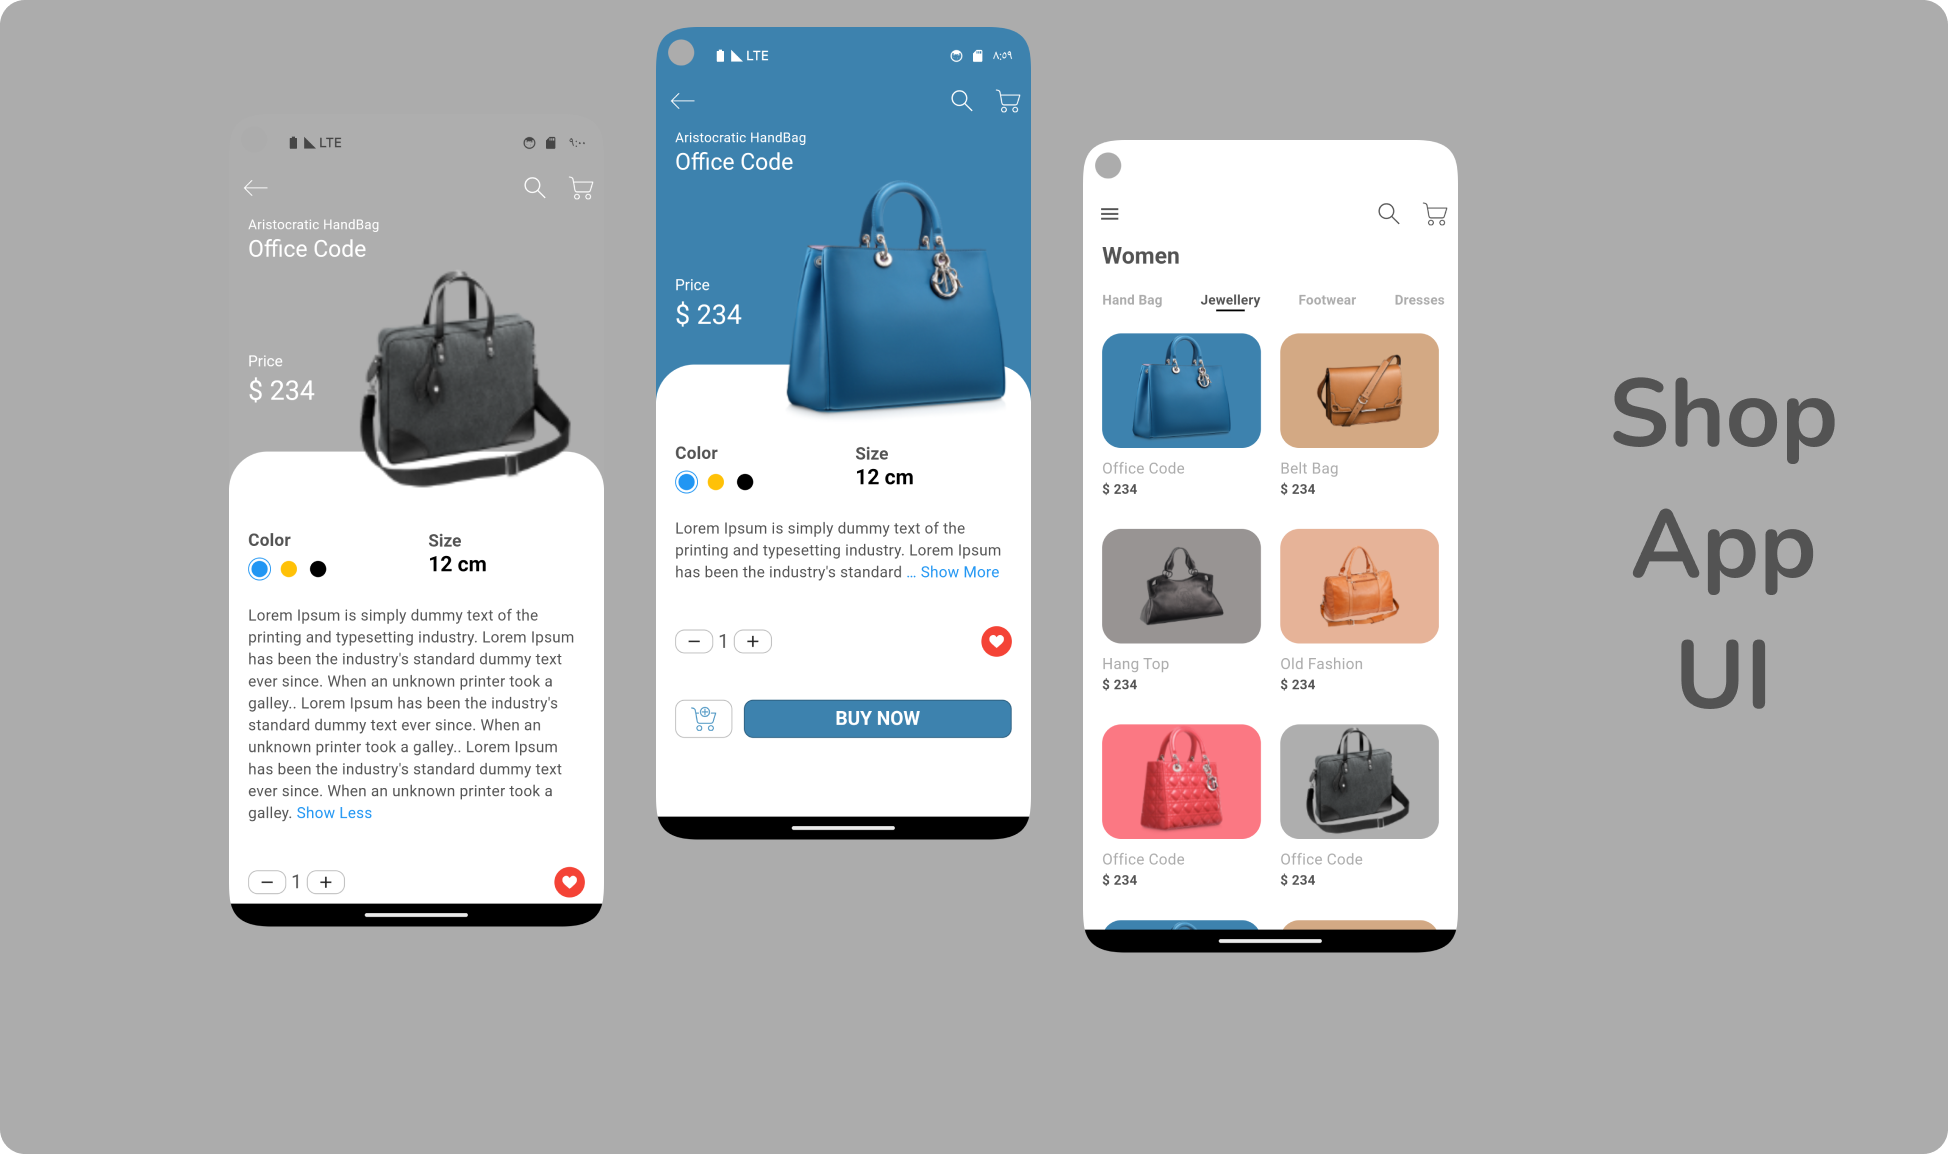 LTE
٩:٠٠
Aristocratic HandBag
Office Code
Price
$ 234
Color
Size
12 cm
Lorem Ipsum is simply dummy text of the
printing and typesetting industry. Lorem Ipsum
has been the industry's standard dummy text
ever since. When an unknown printer took a
galley.. Lorem Ipsum has been the industry's
standard dummy text ever since. When an
unknown printer took a galley.. Lorem Ipsum
has been the industry's standard dummy text
ever since. When an unknown printer took a
galley. Show Less
− 1 +
LTE
٨:٥٩
Aristocratic HandBag
Office Code
Price
$ 234
Color
Size
12 cm
Lorem Ipsum is simply dummy text of the
printing and typesetting industry. Lorem Ipsum
has been the industry's standard ... Show More
− 1 +
BUY NOW
Women
Hand Bag Jewellery Footwear Dresses
Office Code
$ 234
Belt Bag
$ 234
Hang Top
$ 234
Old Fashion
$ 234
Office Code
$ 234
Office Code
$ 234
Shop
App
UI